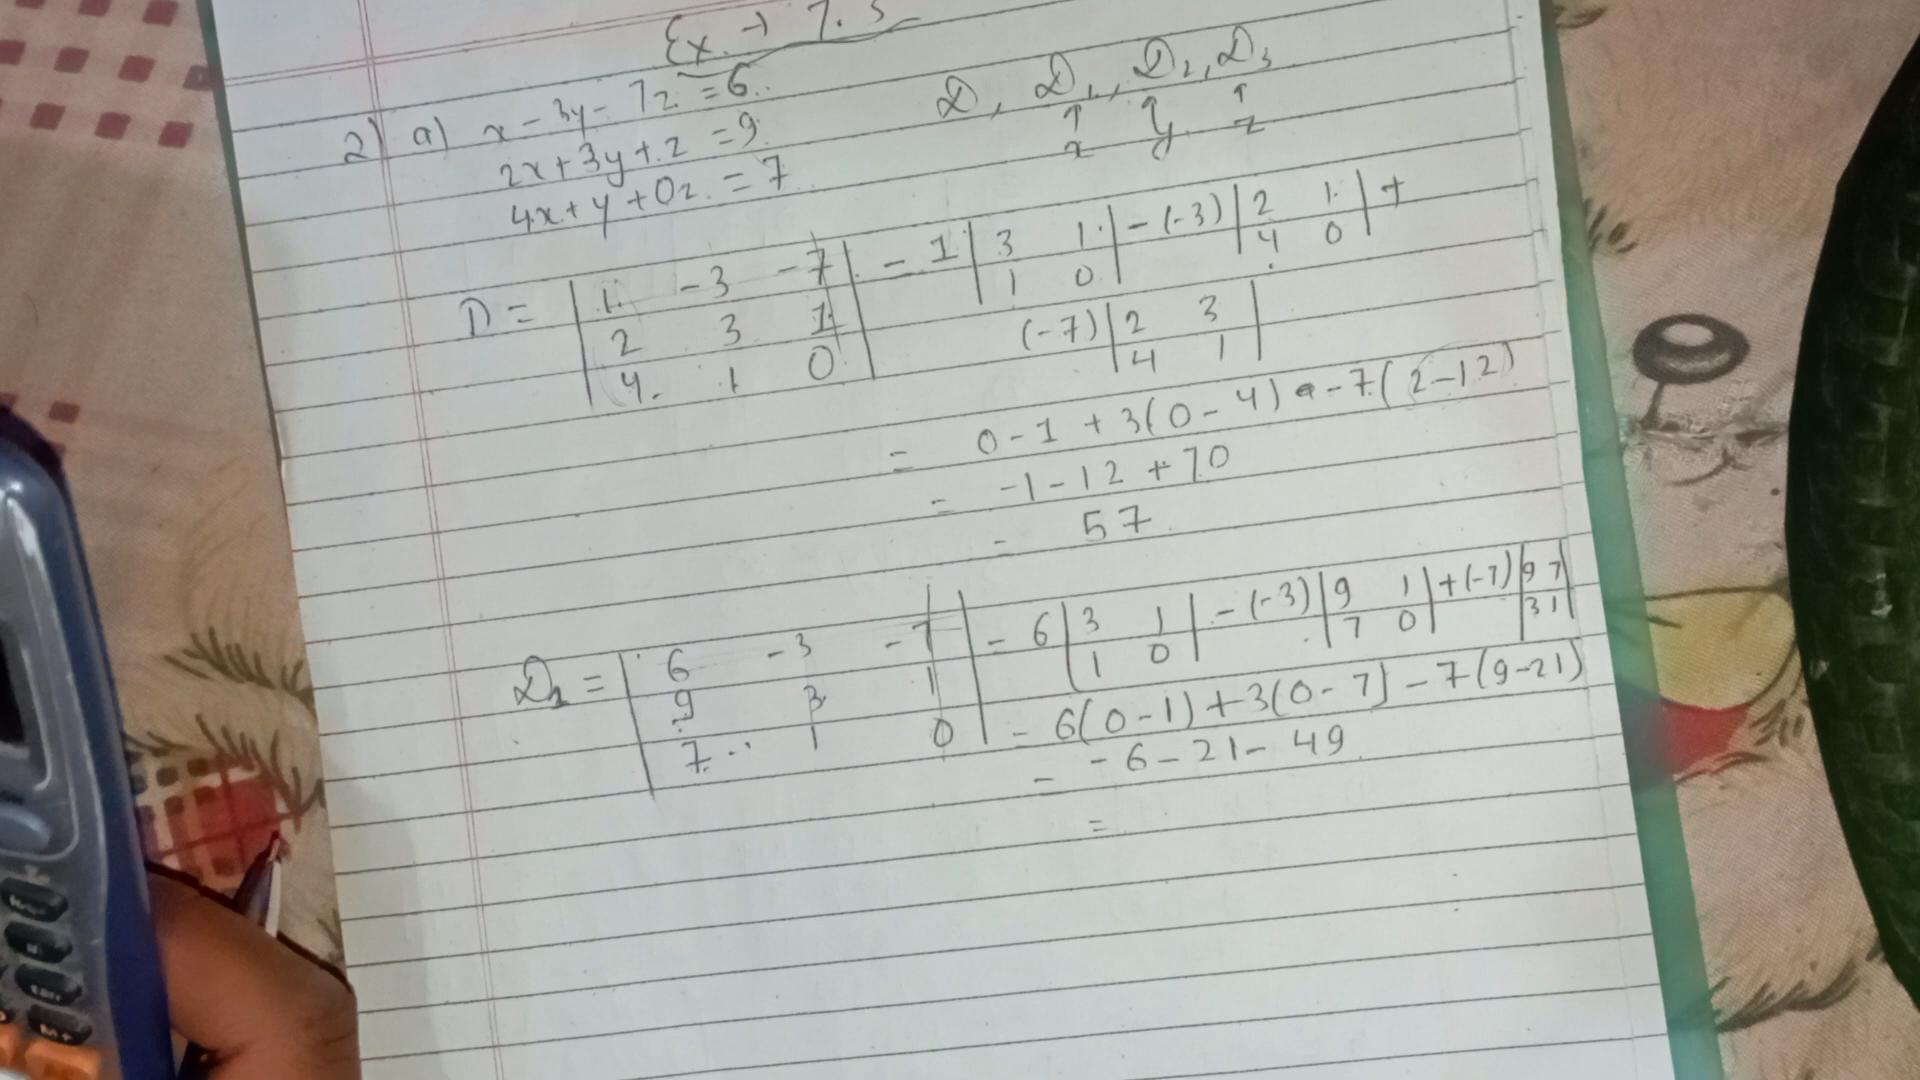 Ex. → 7.3
2) a) x - 3y - 7z = 6
2x + 3y + z = 9
4x + y + 0z = 7
D, D1, D2, D3
↑ ↑ ↑
x y z
D = | 1 -3 -7 | = 1 | 3 1 | - (-3) | 2 1 | +
| 2 3 1 | | 1 0 | | 4 0 |
| 4 1 0 | (-7) | 2 3 |
| 4 1 |
= 0 - 1 + 3(0 - 4) - 7(2 - 12)
= -1 - 12 + 70
= 57
D1 = | 6 -3 -7 | = 6 | 3 1 | - (-3) | 9 1 | + (-7) | 9 7 |
| 9 3 1 | | 1 0 | | 7 0 | | 3 1 |
| 7 1 0 | = 6(0 - 1) + 3(0 - 7) - 7(9 - 21)
= -6 - 21 - 49
=